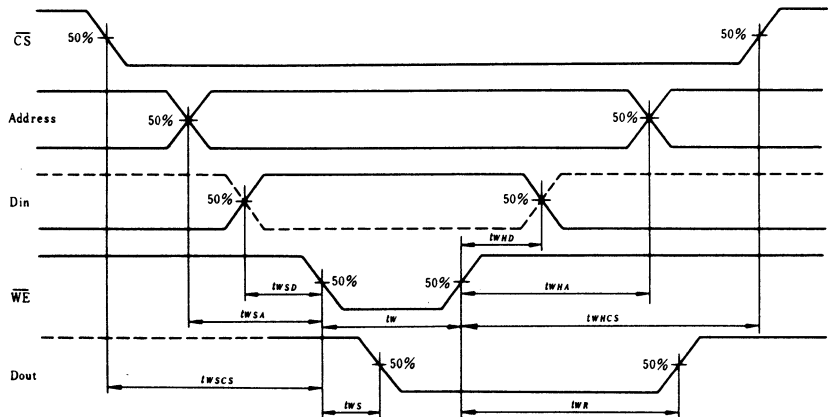 CS
50%
50%
Address
50%
50%
Din
50%
50%
tWHD
WE
50%
50%
tWSD
tWHA
tWSA
tW
tWHCS
Dout
50%
50%
tWSCS
tWS
tWR